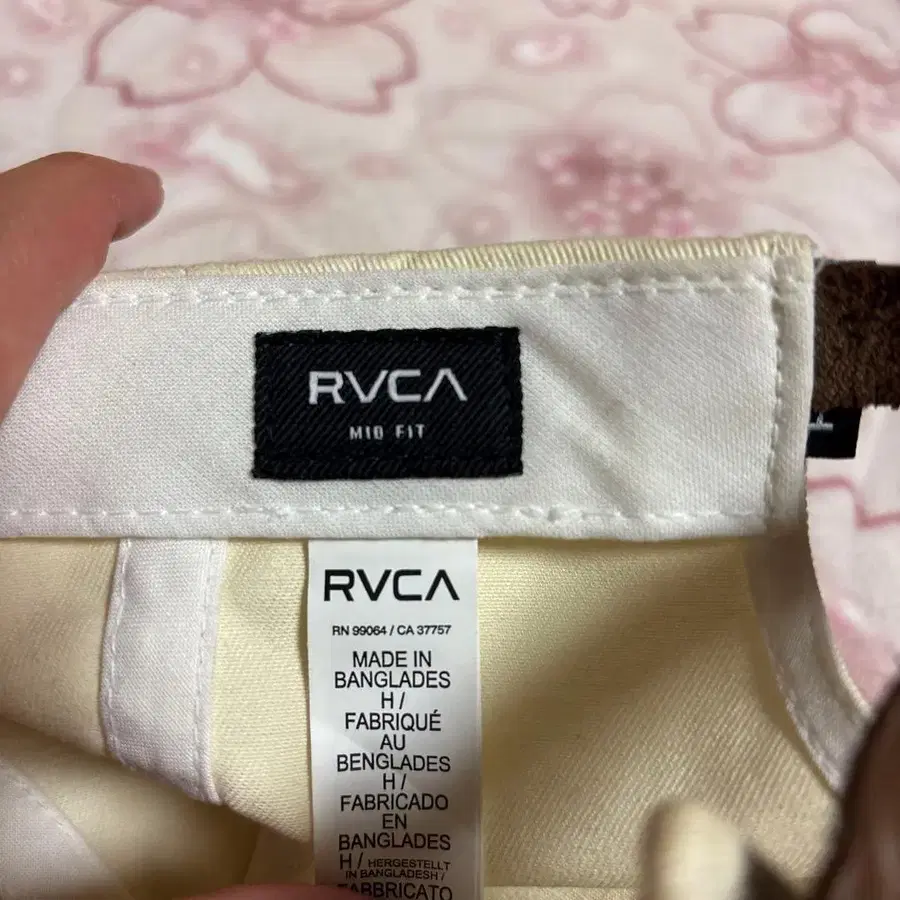 RVCA
MID FIT
RVCA
RN 99064 / CA 37757
MADE IN
BANGLADES
H /
FABRIQUÉ
AU
BENGLADES
H /
FABRICADO
EN
BANGLADES
H / HERGESTELLT
IN BANGLADESH /
FABBRICATO